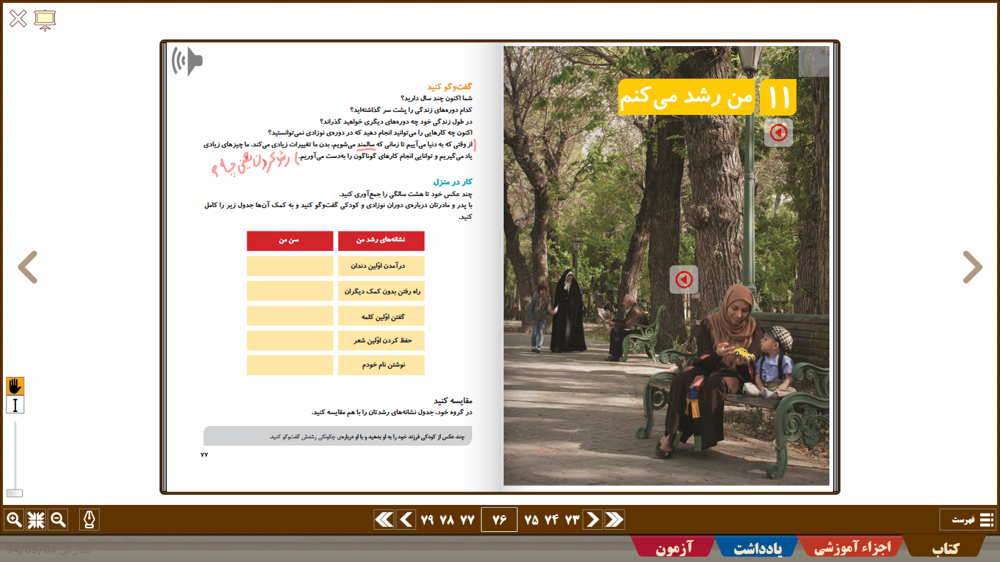 ۱۱ من رشد می‌کنم
گفت‌وگو کنید
شما اکنون چند سال دارید؟
کدام دوره‌های زندگی را پشت سر گذاشته‌اید؟
در طول زندگی خود چه دوره‌های دیگری خواهید گذراند؟
اکنون چه کارهایی را می‌توانید انجام دهید که در دوره‌ی نوزادی نمی‌توانستید؟
از وقتی که به دنیا می‌آییم تا زمانی که سالمند می‌شویم، بدن ما تغییرات زیادی می‌کند. ما چیزهای زیادی
یاد می‌گیریم و توانایی انجام کارهای گوناگون را به‌دست می‌آوریم.
رشد کردن یعنی چه؟
کار در منزل
چند عکس خود تا هشت سالگی را جمع‌آوری کنید.
با پدر و مادرتان درباره‌ی دوران نوزادی و کودکی گفت‌وگو کنید و به کمک آن‌ها جدول زیر را کامل
کنید.
نشانه‌های رشد من سن من
درآمدن اوّلین دندان
راه رفتن بدون کمک دیگران
گفتن اوّلین کلمه
حفظ کردن اوّلین شعر
نوشتن نام خودم
مقایسه کنید
در گروه خود، جدول نشانه‌های رشدتان را با هم مقایسه کنید.
چند عکس از کودکی فرزند خود را به او بدهید و با او درباره‌ی چگونگی رشدش گفت‌وگو کنید.
۷۷
فهرست
۷۳ ۷۴ ۷۵ ۷۶ ۷۷ ۷۸ ۷۹
کتاب
اجزاء آموزشی
یادداشت
آزمون
نگارش 94/09/04